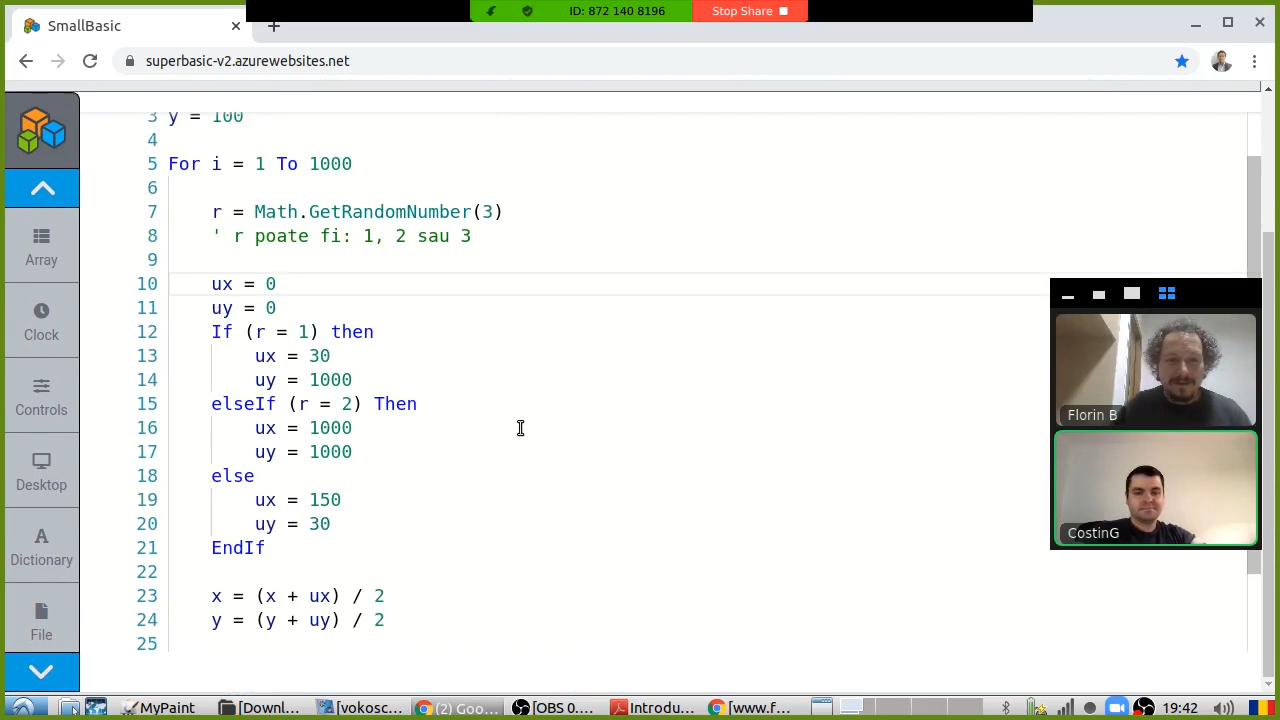 SmallBasic
ID: 872 140 8196
Stop Share
superbasic-v2.azurewebsites.net
3 y = 100
4
5 For i = 1 To 1000
6
7 r = Math.GetRandomNumber(3)
8 ' r poate fi: 1, 2 sau 3
9
10 ux = 0
11 uy = 0
12 If (r = 1) then
13 ux = 30
14 uy = 1000
15 elseIf (r = 2) Then
16 ux = 1000
17 uy = 1000
18 else
19 ux = 150
20 uy = 30
21 EndIf
22
23 x = (x + ux) / 2
24 y = (y + uy) / 2
25
Array
Clock
Controls
Desktop
Dictionary
File
Florin B
CostinG
MyPaint
[Downl...
[vokosc...
(2) Goo...
[OBS 0....
Introdu...
[www.f...
19:42